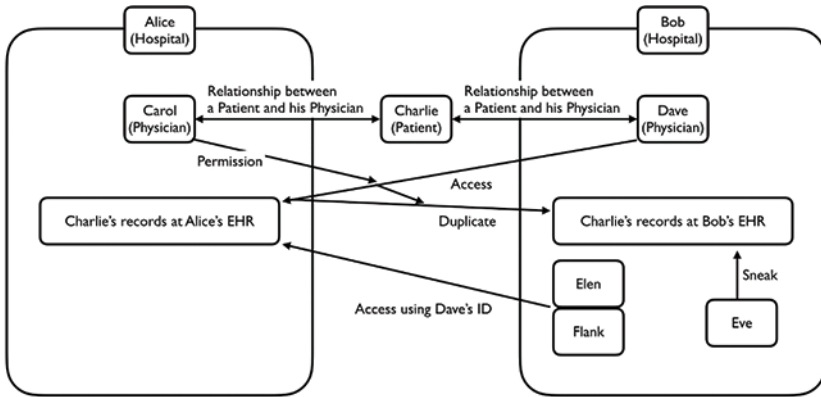 Alice
(Hospital)
Bob
(Hospital)
Relationship between
a Patient and his Physician
Relationship between
a Patient and his Physician
Carol
(Physician)
Charlie
(Patient)
Dave
(Physician)
Permission
Access
Charlie's records at Alice's EHR
Duplicate
Charlie's records at Bob's EHR
Elen
Sneak
Access using Dave's ID
Flank
Eve